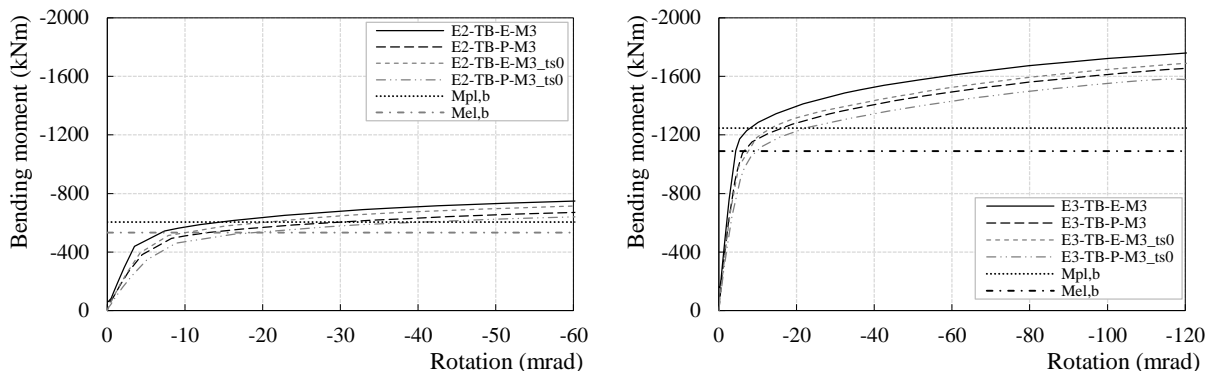 -2000
-1600
-1200
-800
-400
0
Bending moment (kNm)
E2-TB-E-M3
E2-TB-P-M3
E2-TB-E-M3_ts0
E2-TB-P-M3_ts0
Mpl,b
Mel,b
0 -10 -20 -30 -40 -50 -60
Rotation (mrad)
-2000
-1600
-1200
-800
-400
0
Bending moment (kNm)
E3-TB-E-M3
E3-TB-P-M3
E3-TB-E-M3_ts0
E3-TB-P-M3_ts0
Mpl,b
Mel,b
0 -20 -40 -60 -80 -100 -120
Rotation (mrad)